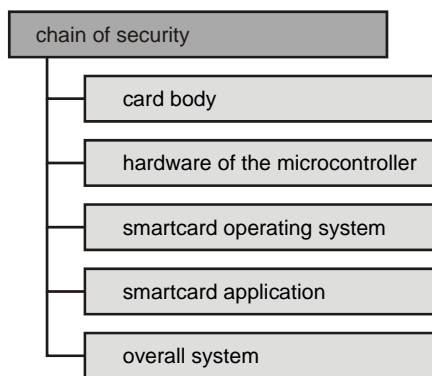 chain of security
card body
hardware of the microcontroller
smartcard operating system
smartcard application
overall system